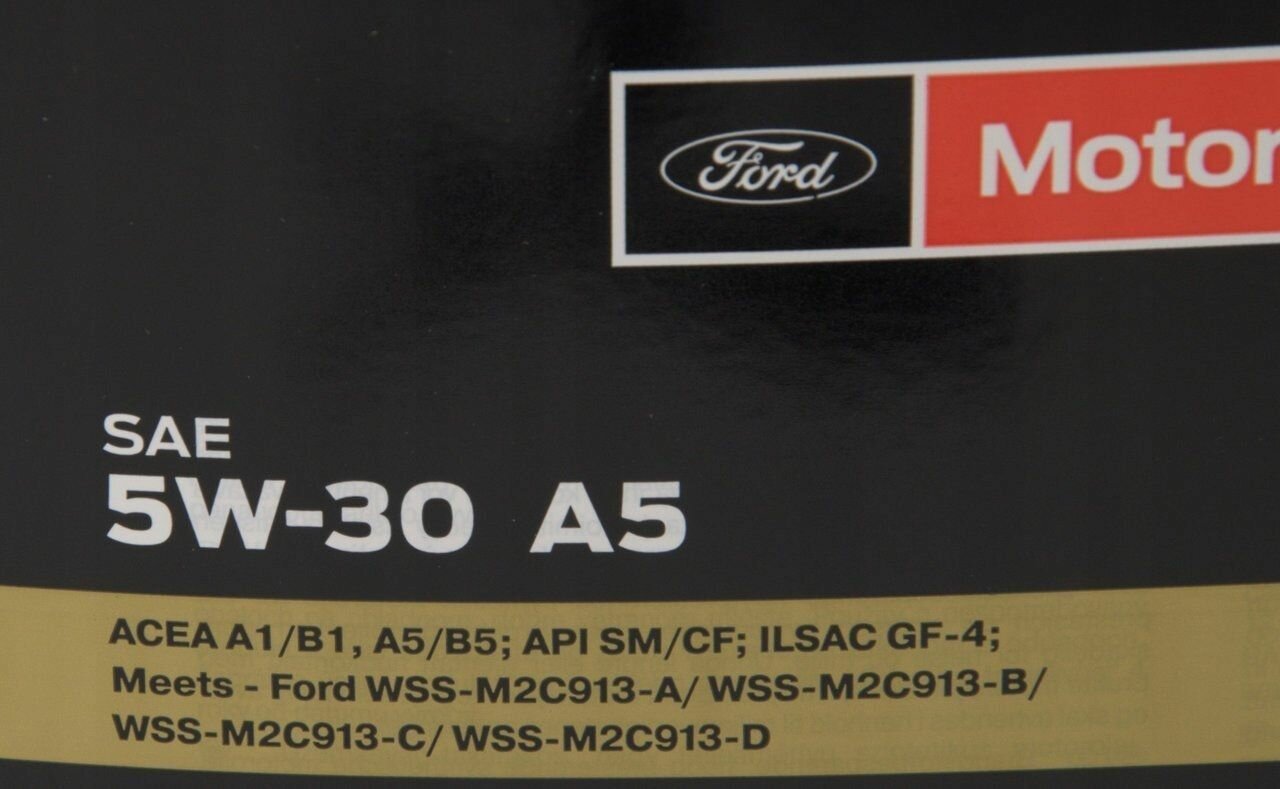 Ford
Motor
SAE
5W-30 A5
ACEA A1/B1, A5/B5; API SM/CF; ILSAC GF-4;
Meets - Ford WSS-M2C913-A/ WSS-M2C913-B/
WSS-M2C913-C/ WSS-M2C913-D